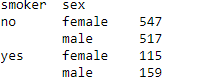 smoker  sex
no      female    547
        male      517
yes     female    115
        male      159